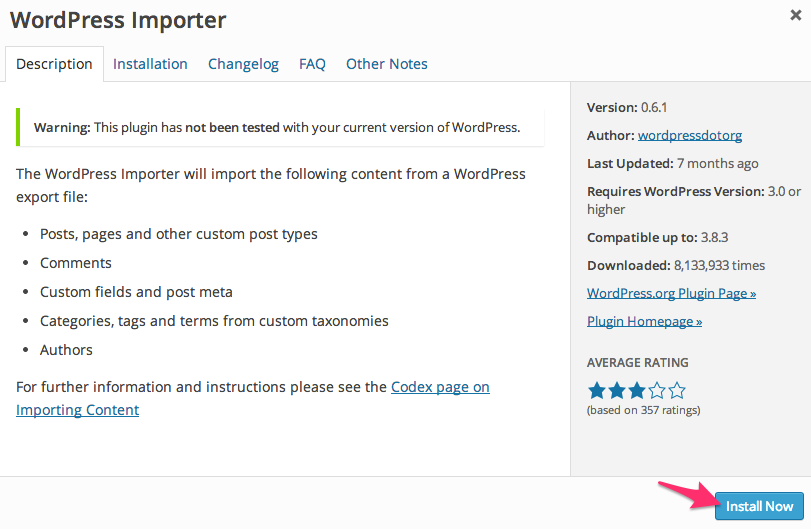 WordPress Importer
Description
Installation
Changelog
FAQ
Other Notes
Warning: This plugin has not been tested with your current version of WordPress.
The WordPress Importer will import the following content from a WordPress
export file:
Posts, pages and other custom post types
Comments
Custom fields and post meta
Categories, tags and terms from custom taxonomies
Authors
For further information and instructions please see the Codex page on
Importing Content
Version: 0.6.1
Author: wordpressdotorg
Last Updated: 7 months ago
Requires WordPress Version: 3.0 or
higher
Compatible up to: 3.8.3
Downloaded: 8,133,933 times
WordPress.org Plugin Page »
Plugin Homepage »
AVERAGE RATING
(based on 357 ratings)
Install Now